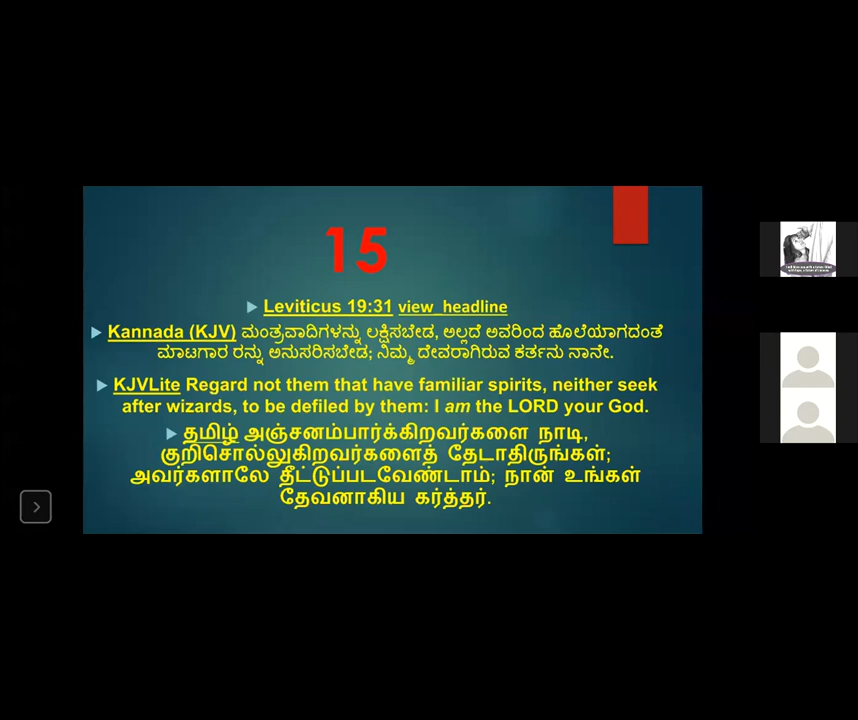 15
Leviticus 19:31 view_headline
Kannada (KJV) ಮಂತ್ರವಾದಿಗಳನ್ನು ಲಕ್ಷಿಸಬೇಡ, ಅಲ್ಲದೆ ಅವರಿಂದ ಹೊಲೆಯಾಗದಂತೆ
ಮಾಟಗಾರ ರನ್ನು ಅನುಸರಿಸಬೇಡ; ನಿಮ್ಮ ದೇವರಾಗಿರುವ ಕರ್ತನು ನಾನೇ.
KJVLite Regard not them that have familiar spirits, neither seek
after wizards, to be defiled by them: I am the LORD your God.
தமிழ் அஞ்சனம்பார்க்கிறவர்களை நாடி,
குறிசொல்லுகிறவர்களைத் தேடாதிருங்கள்;
அவர்களாலே தீட்டுப்படவேண்டாம்; நான் உங்கள்
தேவனாகிய கர்த்தர்.